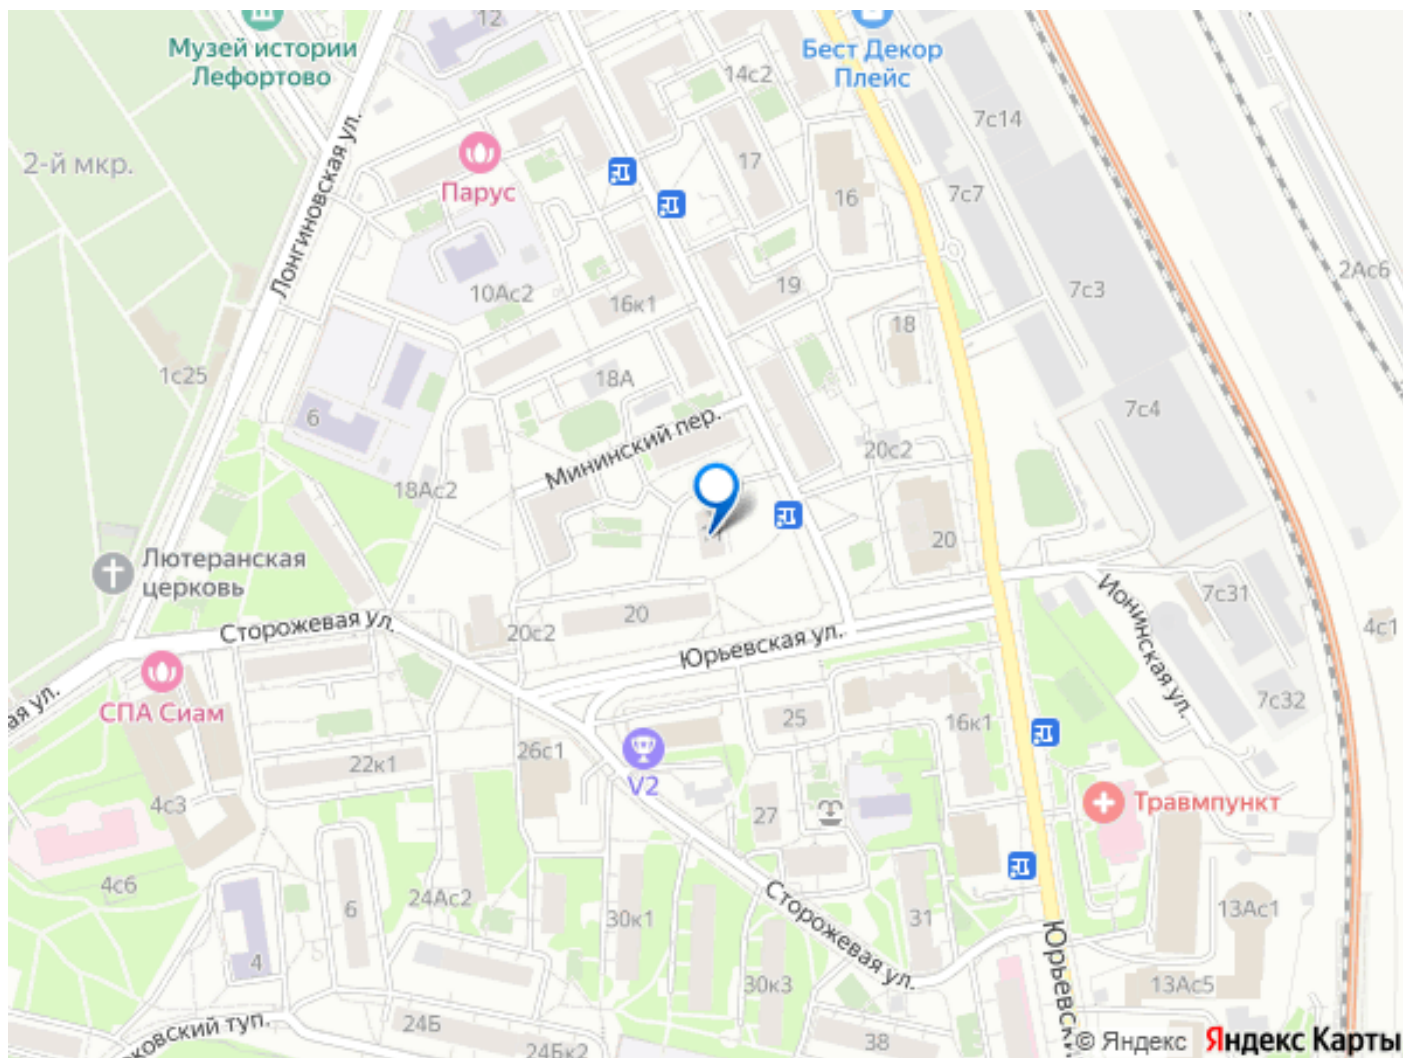 12
Музей истории
Лефортово
Бест Декор
Плейс
14с2
7с14
2-й мкр.
Лонгиновская ул.
Парус
17
16
7с7
2Ас6
10Ас2
16к1
19
7с3
18
1с25
18А
7с4
6
Мининский пер.
20с2
18Ас2
20
Лютеранская
церковь
Ионинская ул.
7с31
Сторожевая ул.
20с2
20
Юрьевская ул.
4с1
ая ул.
СПА Сиам
25
16к1
7с32
26с1
22к1
V2
4с3
27
Травмпункт
4с6
24Ас2
6
30к1
Сторожевая ул.
31
13Ас1
4
Юрьевски
30к3
13Ас5
ковский туп.
24Б
24Бк2
38
© Яндекс Яндекс Карты